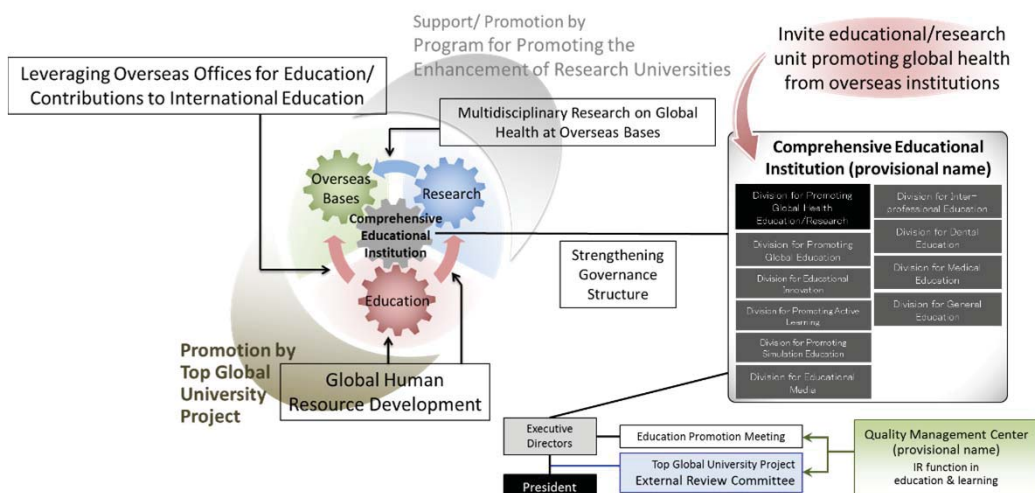 Support/ Promotion by
Program for Promoting the
Enhancement of Research Universities
Invite educational/research
unit promoting global health
from overseas institutions
Leveraging Overseas Offices for Education/
Contributions to International Education
Multidisciplinary Research on Global
Health at Overseas Bases
Overseas
Bases
Research
Comprehensive
Educational
Institution
Education
Strengthening
Governance
Structure
Comprehensive Educational
Institution (provisional name)
Division for Promoting
Global Health
Education/Research
Division for Promoting
Global Education
Division for Educational
Innovation
Division for Promoting Active
Learning
Division for Promoting
Simulation Education
Division for Educational
Media
Division for Inter-
professional Education
Division for Dental
Education
Division for Medical
Education
Division for General
Education
Promotion by
Top Global
University
Project
Global Human
Resource Development
Executive
Directors
President
Education Promotion Meeting
Top Global University Project
External Review Committee
Quality Management Center
(provisional name)
IR function in
education & learning